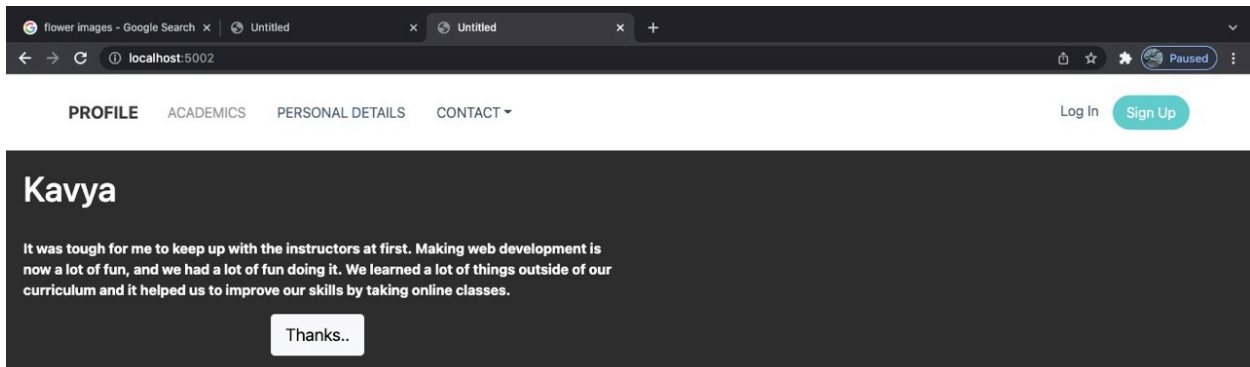 flower images - Google Search Untitled Untitled
localhost:5002 Paused
PROFILE ACADEMICS PERSONAL DETAILS CONTACT Log In Sign Up
Kavya
It was tough for me to keep up with the instructors at first. Making web development is
now a lot of fun, and we had a lot of fun doing it. We learned a lot of things outside of our
curriculum and it helped us to improve our skills by taking online classes.
Thanks..